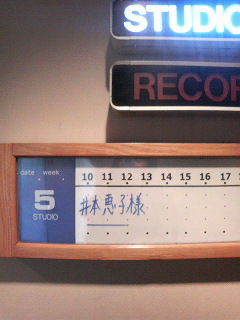 STUDIO
RECOR
date week
10 11 12 13 14 15 16 17 1
5
STUDIO
井本恵子様